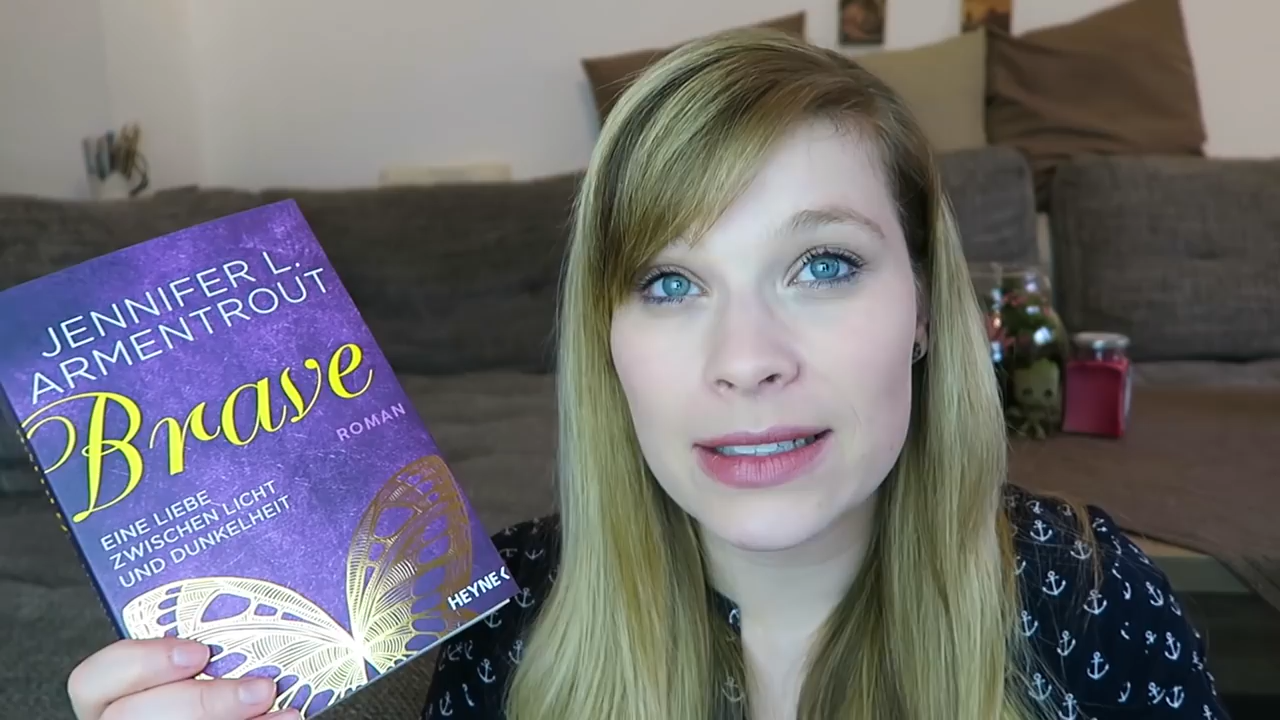 JENNIFER L.
ARMENTROUT
Brave
ROMAN
EINE LIEBE
ZWISCHEN LICHT
UND DUNKELHEIT
HEYNE<